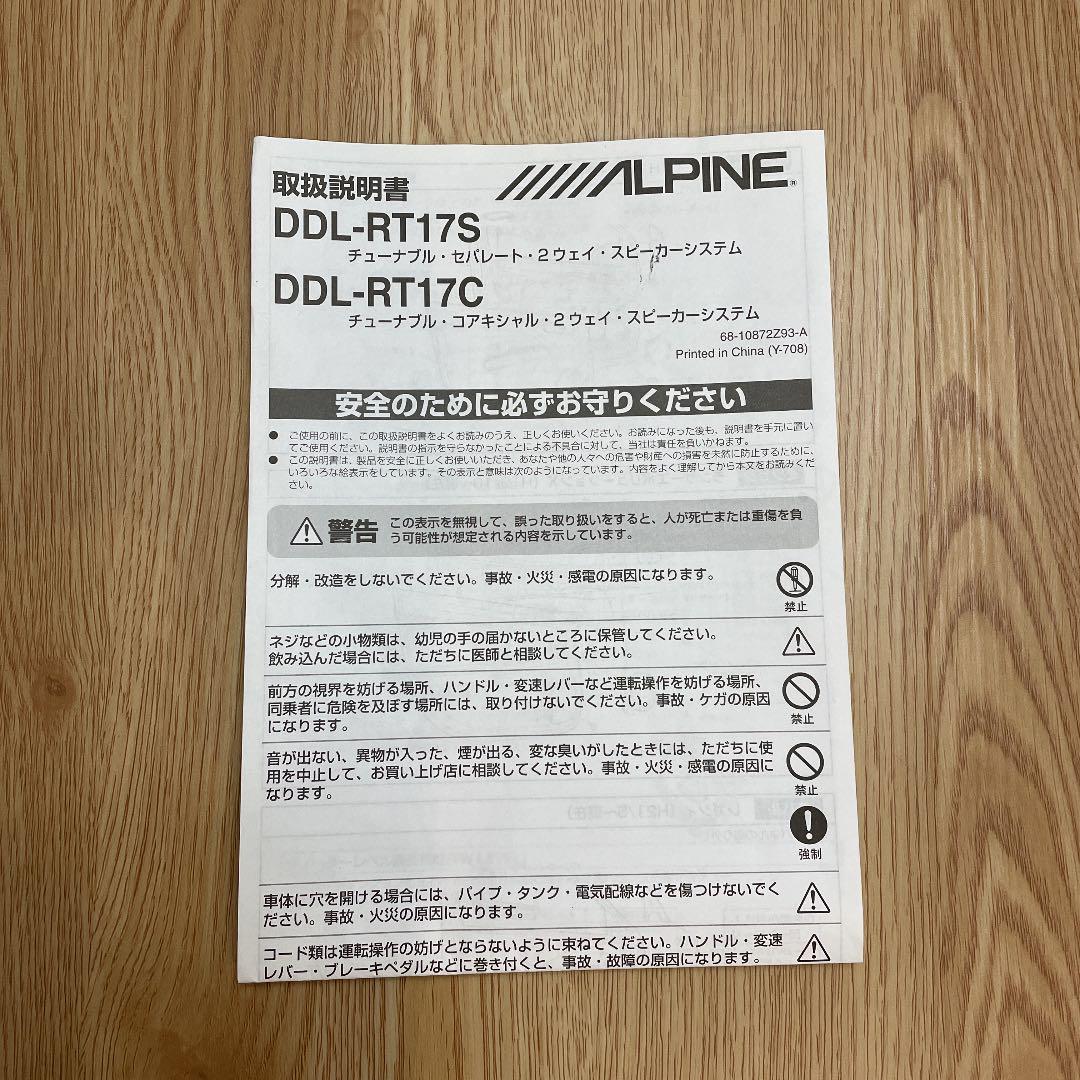 取扱説明書
ALPINE®
DDL-RT17S
チューナブル・セパレート・2ウェイ・スピーカーシステム
DDL-RT17C
チューナブル・コアキシャル・2ウェイ・スピーカーシステム
68-10872Z93-A
Printed in China (Y-708)
安全のために必ずお守りください
● ご使用の前に、この取扱説明書をよくお読みのうえ、正しくお使いください。お読みになった後も、説明書を手元に置い
てご使用ください。説明書の指示を守らなかったことによる不具合に対して、当社は責任を負いかねます。
● この説明書は、製品を安全に正しくお使いいただき、あなたや他の人々への危害や財産への損害を未然に防止するために、
いろいろな絵表示をしています。その表示と意味は次のようになっています。内容をよく理解してから本文をお読みくだ
さい。
警告
この表示を無視して、誤った取り扱いをすると、人が死亡または重傷を負
う可能性が想定される内容を示しています。
分解・改造をしないでください。事故・火災・感電の原因になります。
禁止
ネジなどの小物類は、幼児の手の届かないところに保管してください。
飲み込んだ場合には、ただちに医師と相談してください。
前方の視界を妨げる場所、ハンドル・変速レバーなど運転操作を妨げる場所、
同乗者に危険を及ぼす場所には、取り付けないでください。事故・ケガの原因
になります。
禁止
音が出ない、異物が入った、煙が出る、変な臭いがしたときには、ただちに使
用を中止して、お買い上げ店に相談してください。事故・火災・感電の原因に
なります。
禁止
強制
車体に穴を開ける場合には、パイプ・タンク・電気配線などを傷つけないでく
ださい。事故・火災の原因になります。
コード類は運転操作の妨げとならないように束ねてください。ハンドル・変速
レバー・ブレーキペダルなどに巻き付くと、事故・故障の原因になります。